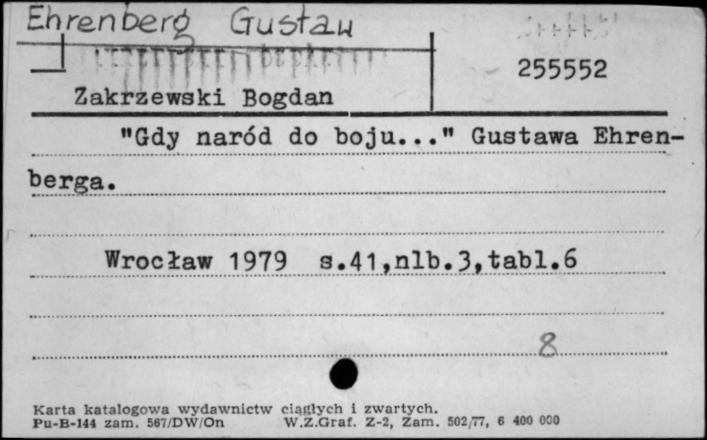 Ehrenberg Gustaw
255552
Zakrzewski Bogdan
"Gdy naród do boju..." Gustawa Ehren-
berga.
Wrocław 1979 s.41,nlb.3,tabl.6
8
Karta katalogowa wydawnictw ciągłych i zwartych.
Pu-B-144 zam. 567/DW/On W.Z.Graf. Z-2, Zam. 502/77, 6 400 000